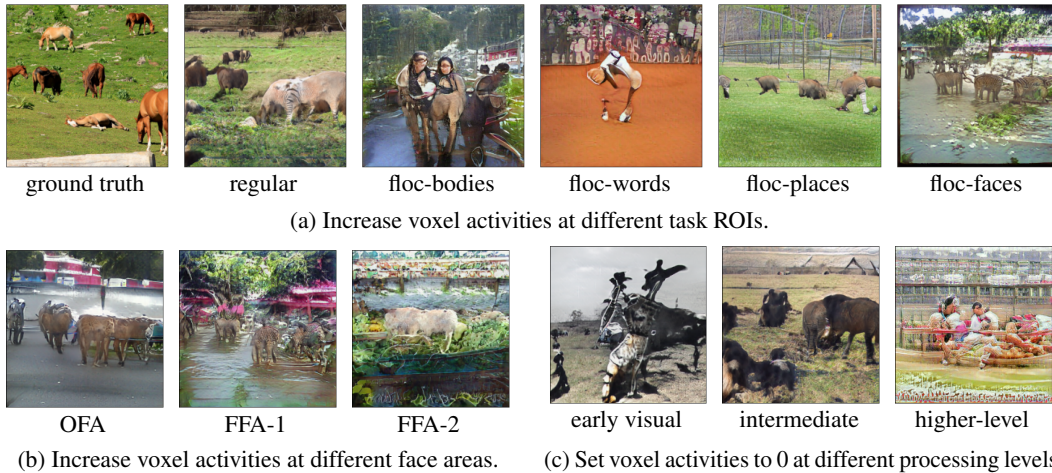 ground truth regular floc-bodies floc-words floc-places floc-faces
(a) Increase voxel activities at different task ROIs.
OFA FFA-1 FFA-2 early visual intermediate higher-level
(b) Increase voxel activities at different face areas. (c) Set voxel activities to 0 at different processing levels